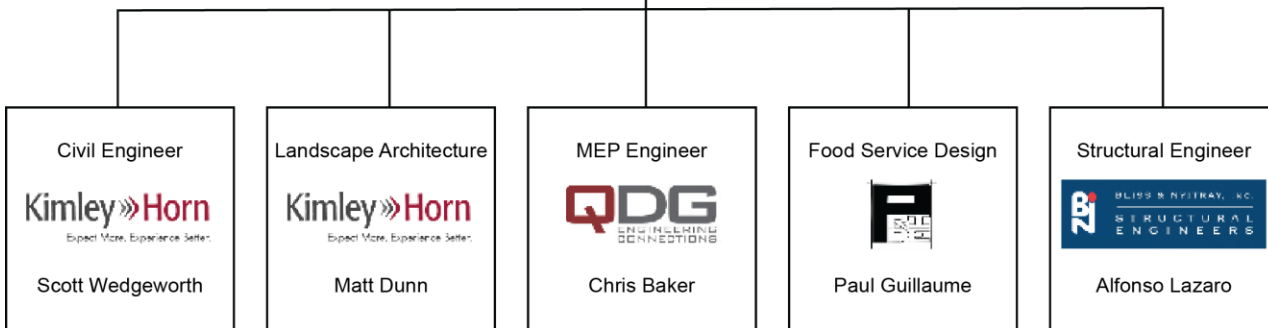 Civil Engineer
Kimley»Horn
Expect More. Experience Better.
Scott Wedgeworth
Landscape Architecture
Kimley»Horn
Expect More. Experience Better.
Matt Dunn
MEP Engineer
QDG
ENGINEERING
CONNECTIONS
Chris Baker
Food Service Design
P
Paul Guillaume
Structural Engineer
BN
BLISS & NYITRAY, INC.
STRUCTURAL
ENGINEERS
Alfonso Lazaro